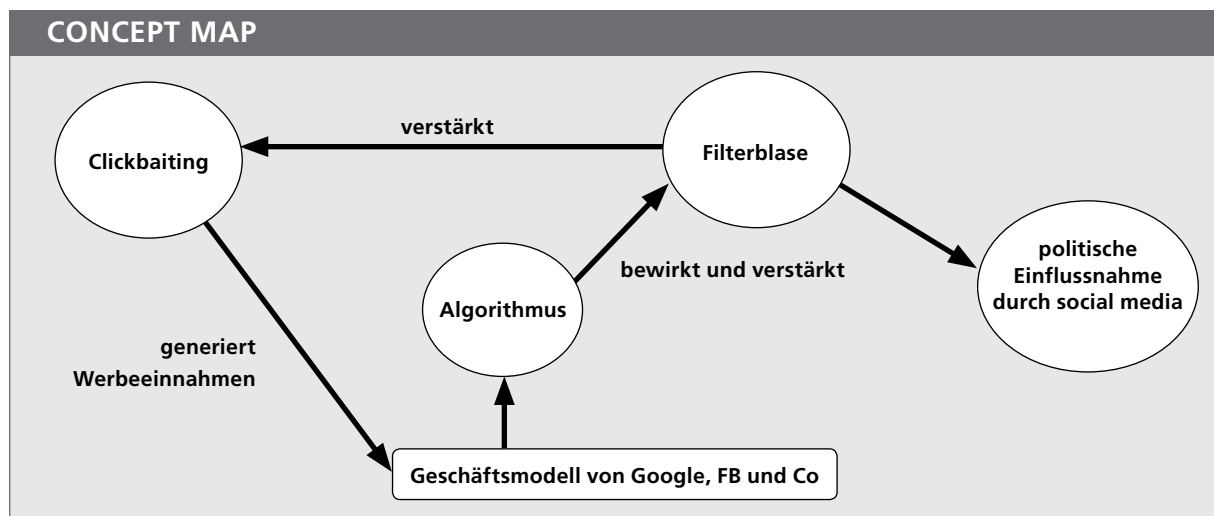 CONCEPT MAP
verstärkt
Clickbaiting
Filterblase
politische
Einflussnahme
durch social media
bewirkt und verstärkt
Algorithmus
generiert
Werbeeinnahmen
Geschäftsmodell von Google, FB und Co